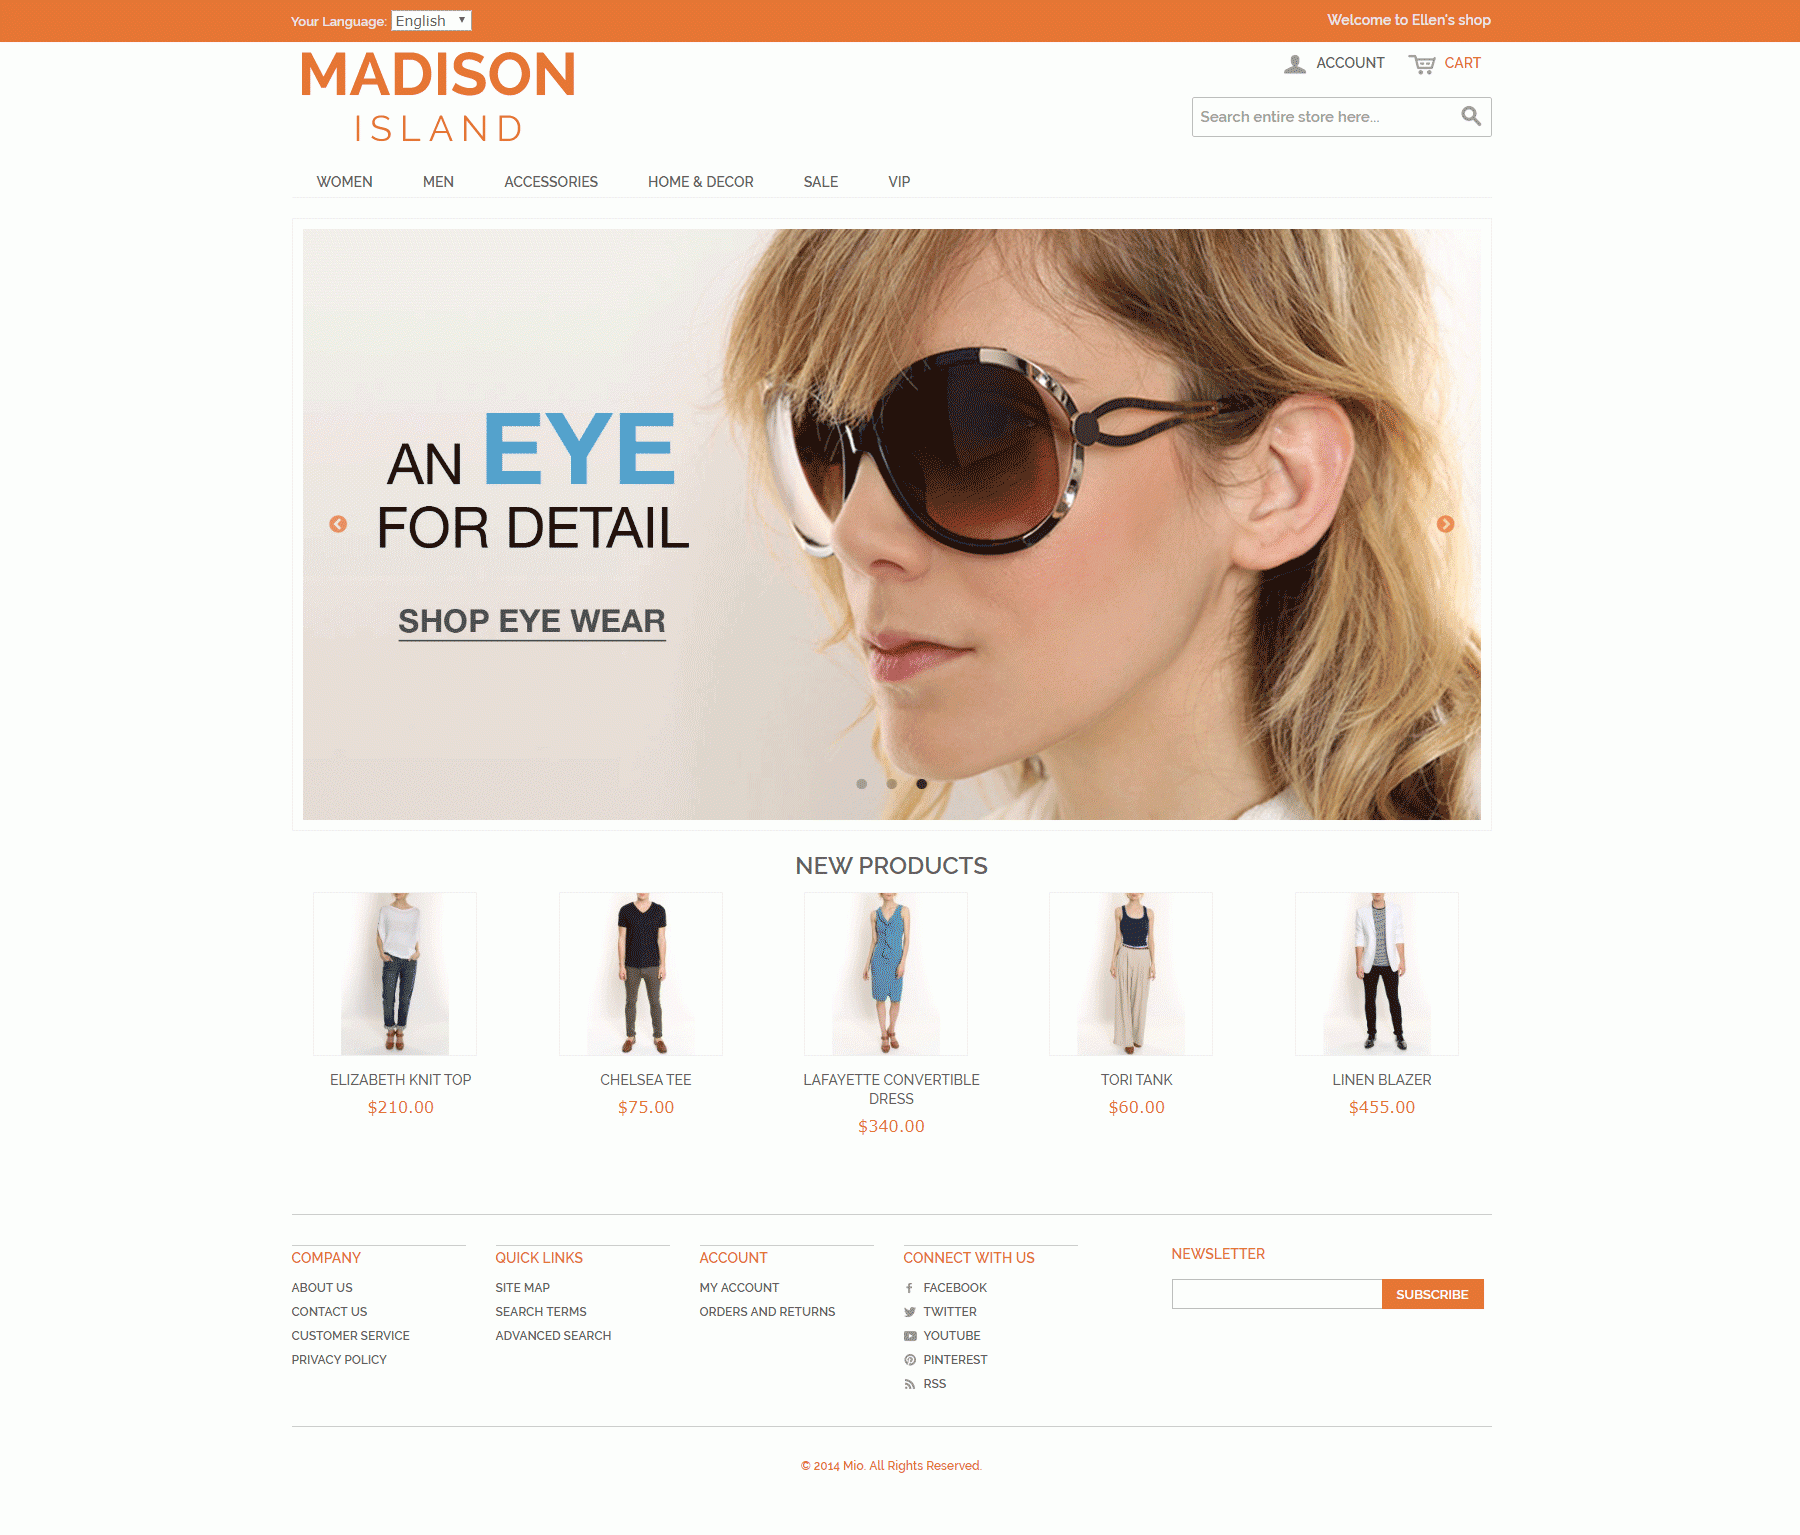 Your Language: English
Welcome to Ellen's shop
MADISON
ISLAND
ACCOUNT
CART
Search entire store here...
WOMEN MEN ACCESSORIES HOME & DECOR SALE VIP
AN EYE
FOR DETAIL
SHOP EYE WEAR
NEW PRODUCTS
ELIZABETH KNIT TOP
$210.00
CHELSEA TEE
$75.00
LAFAYETTE CONVERTIBLE
DRESS
$340.00
TORI TANK
$60.00
LINEN BLAZER
$455.00
COMPANY
ABOUT US
CONTACT US
CUSTOMER SERVICE
PRIVACY POLICY
QUICK LINKS
SITE MAP
SEARCH TERMS
ADVANCED SEARCH
ACCOUNT
MY ACCOUNT
ORDERS AND RETURNS
CONNECT WITH US
FACEBOOK
TWITTER
YOUTUBE
PINTEREST
RSS
NEWSLETTER
SUBSCRIBE
© 2014 Mio. All Rights Reserved.